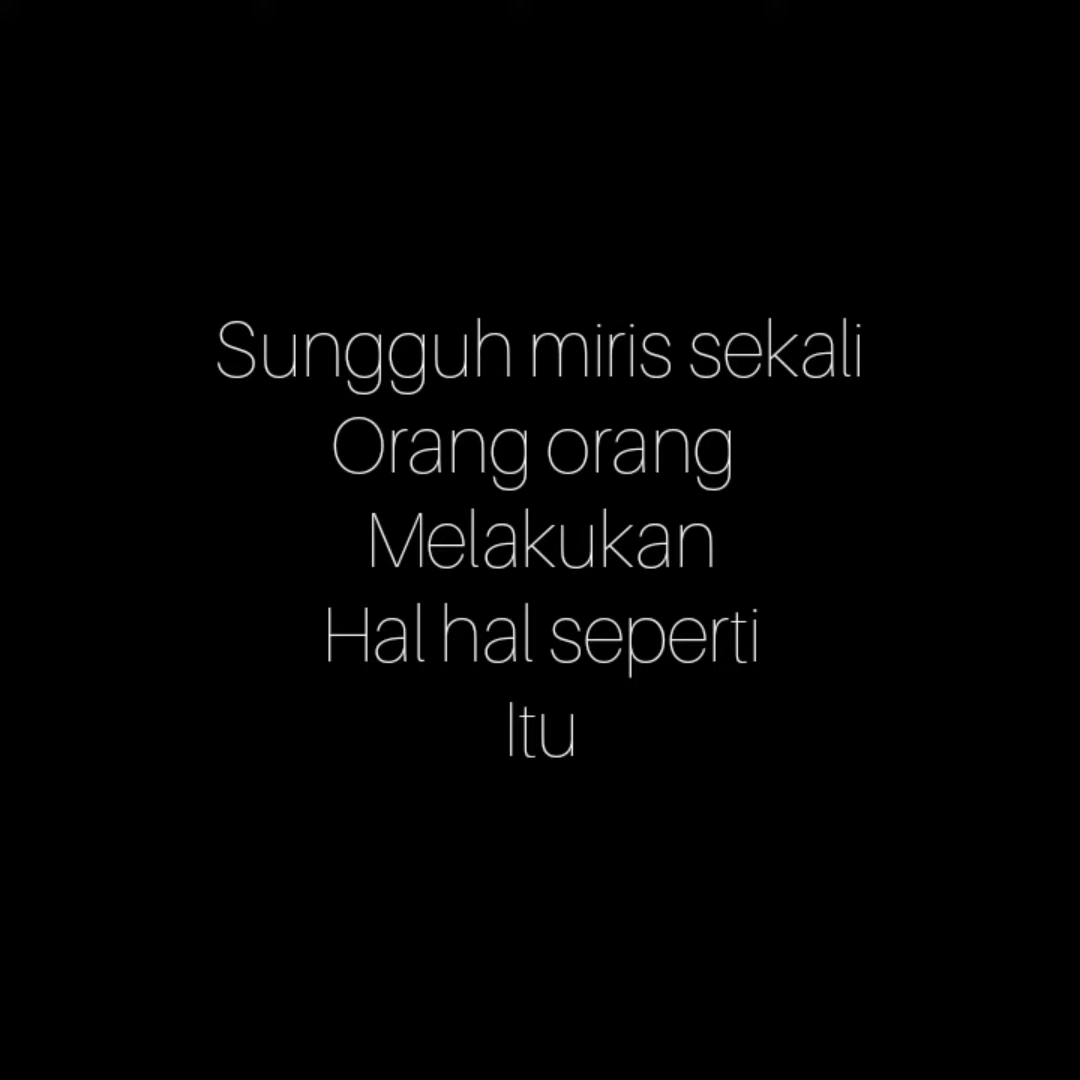 Sungguh miris sekali
Orang orang
Melakukan
Hal hal seperti
Itu